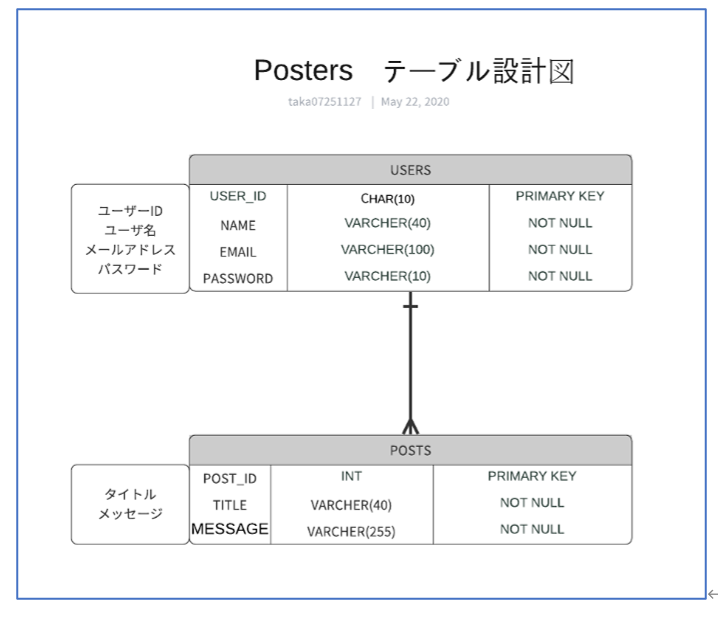 Posters　テーブル設計図
taka07251127 | May 22, 2020
USERS
ユーザーID
ユーザ名
メールアドレス
パスワード
USER_ID CHAR(10) PRIMARY KEY
NAME VARCHER(40) NOT NULL
EMAIL VARCHER(100) NOT NULL
PASSWORD VARCHER(10) NOT NULL
POSTS
タイトル
メッセージ
POST_ID INT PRIMARY KEY
TITLE VARCHER(40) NOT NULL
MESSAGE VARCHER(255) NOT NULL